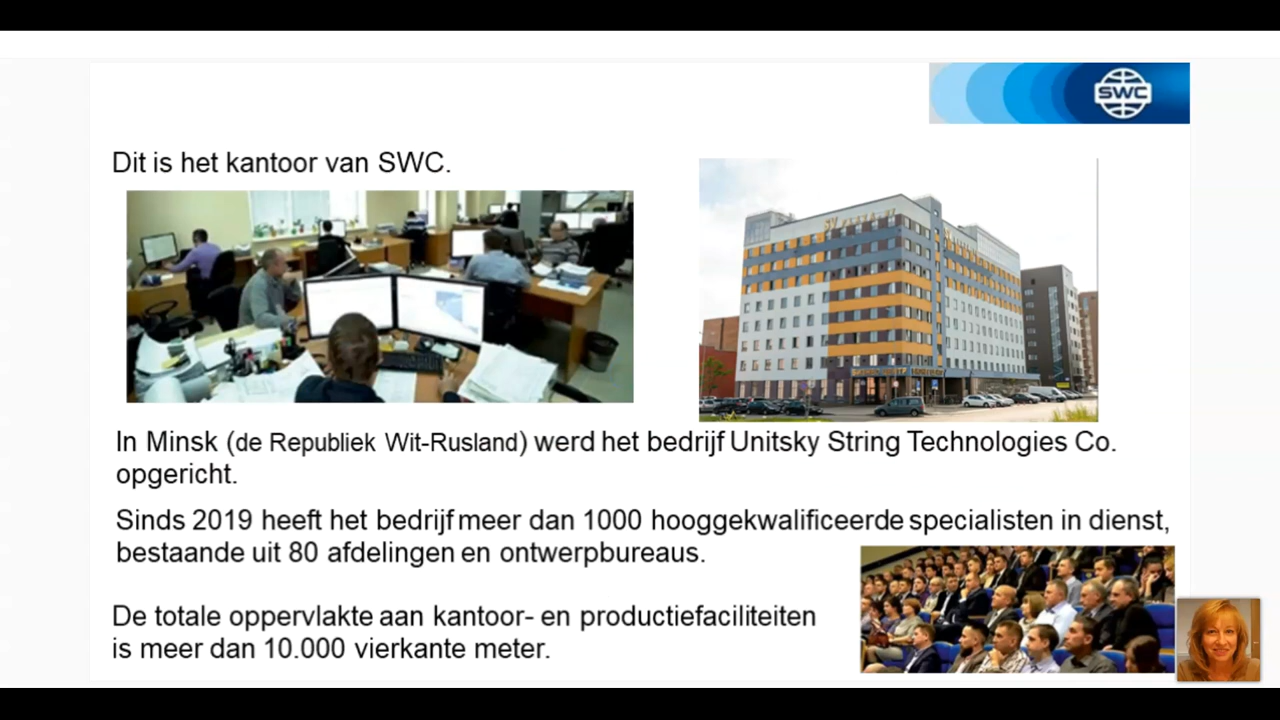 SWC
Dit is het kantoor van SWC.
In Minsk (de Republiek Wit-Rusland) werd het bedrijf Unitsky String Technologies Co.
opgericht.
Sinds 2019 heeft het bedrijf meer dan 1000 hooggekwalificeerde specialisten in dienst,
bestaande uit 80 afdelingen en ontwerpbureaus.
De totale oppervlakte aan kantoor- en productiefaciliteiten
is meer dan 10.000 vierkante meter.